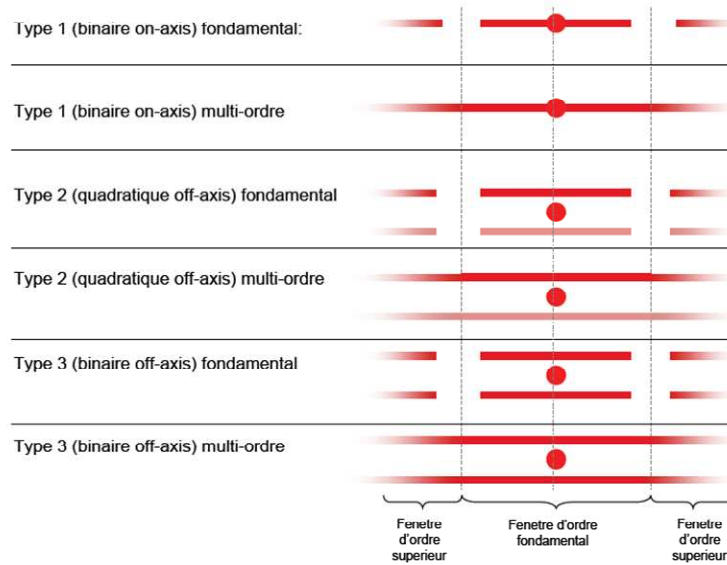 Type 1 (binaire on-axis) fondamental:
Type 1 (binaire on-axis) multi-ordre
Type 2 (quadratique off-axis) fondamental
Type 2 (quadratique off-axis) multi-ordre
Type 3 (binaire off-axis) fondamental
Type 3 (binaire off-axis) multi-ordre
Fenetre
d'ordre
superieur
Fenetre d'ordre
fondamental
Fenetre
d'ordre
superieur